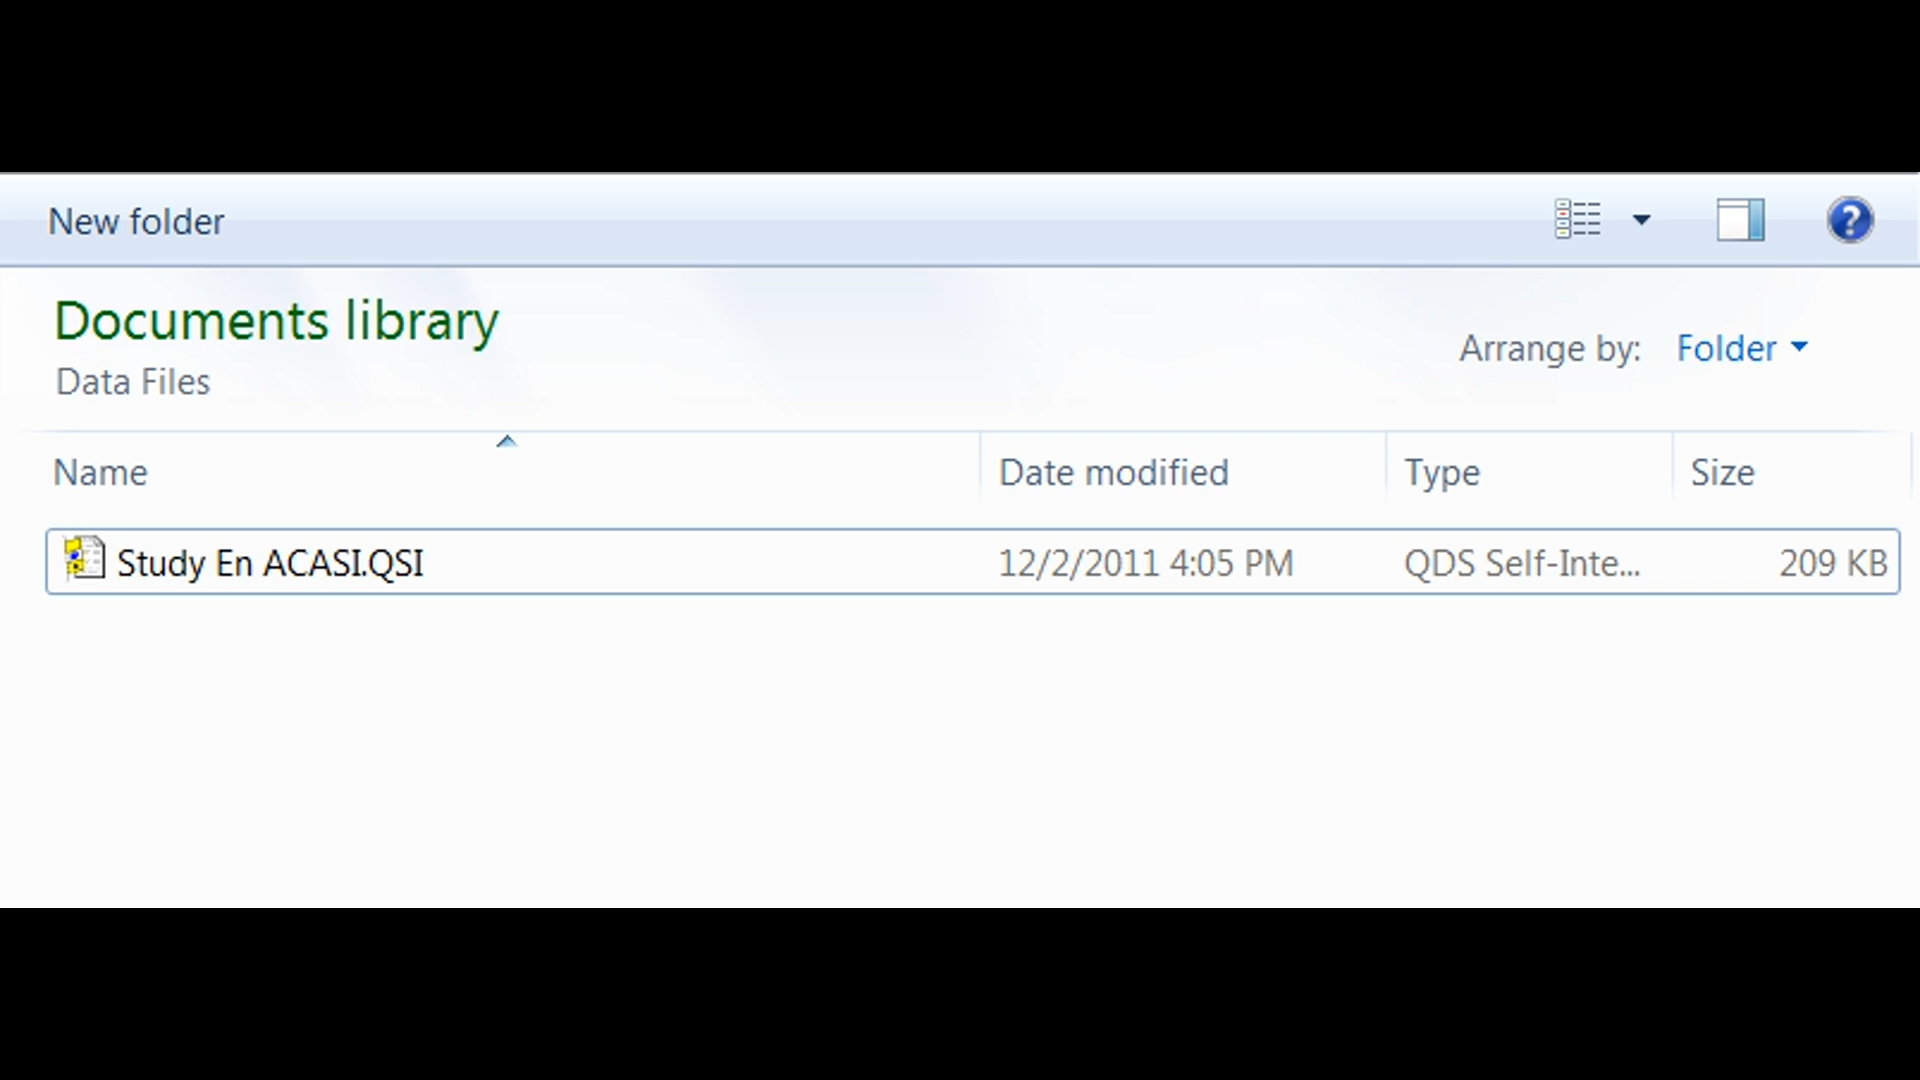 New folder
Documents library
Data Files
Arrange by: Folder
Name Date modified Type Size
Study En ACASI.QSI 12/2/2011 4:05 PM QDS Self-Inte... 209 KB